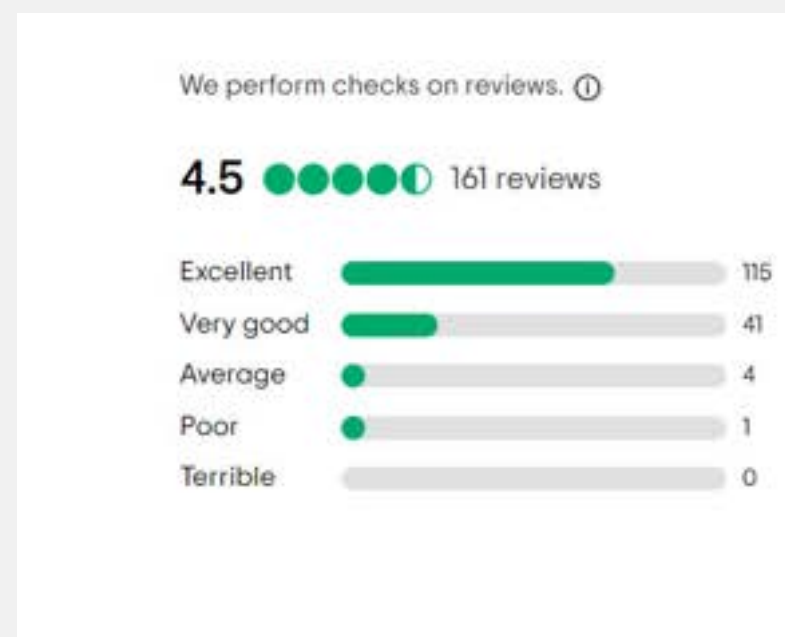 We perform checks on reviews.
4.5 161 reviews
Excellent 115
Very good 41
Average 4
Poor 1
Terrible 0